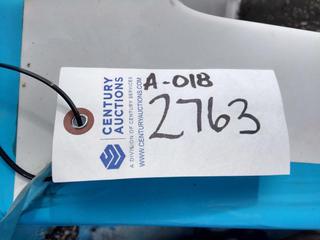 A-018
2763
CENTURY
AUCTIONS
A DIVISION OF CENTURY SERVICES
WWW.CENTURYAUCTIONS.COM